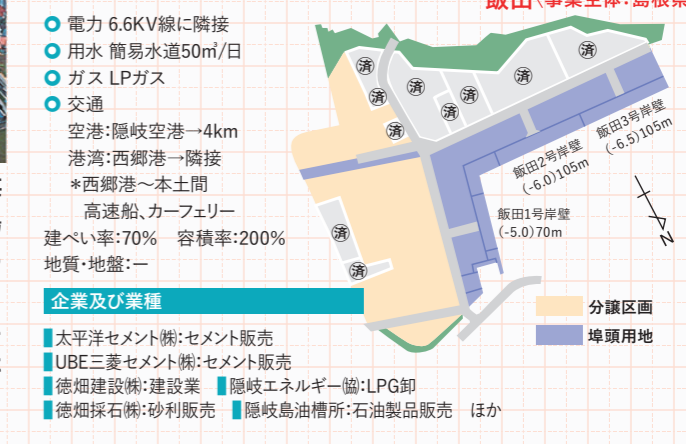 飯田(事業主体:島根県
電力 6.6KV線に隣接
用水 簡易水道50㎥/日
ガス LPガス
交通
空港:隠岐空港→4km
港湾:西郷港→隣接
*西郷港~本土間
高速船、カーフェリー
建ぺい率:70% 容積率:200%
地質・地盤:ー
企業及び業種
太平洋セメント㈱:セメント販売
UBE三菱セメント㈱:セメント販売
徳畑建設㈱:建設業 隠岐エネルギー㈿:LPG卸
徳畑採石㈱:砂利販売 隠岐島油槽所:石油製品販売 ほか
済
済
済
済
済
済
済
済
済
済
飯田3号岸壁
(-6.5)105m
飯田2号岸壁
(-6.0)105m
飯田1号岸壁
(-5.0)70m
N
分譲区画
埠頭用地